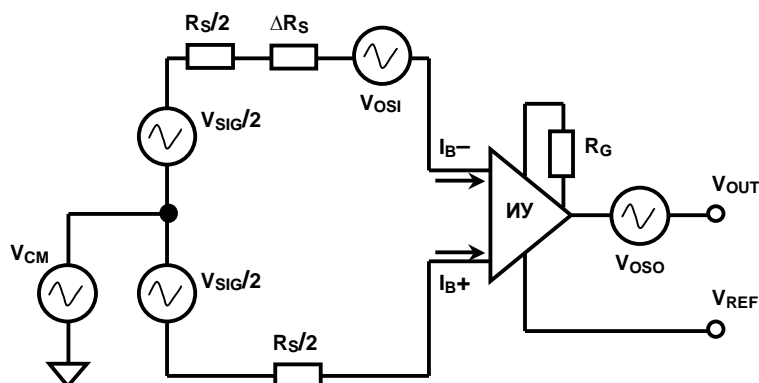 RS/2
ΔRS
VOSI
VSIG/2
IB–
RG
VOUT
ИУ
VCM
VSIG/2
IB+
VOSO
VREF
RS/2